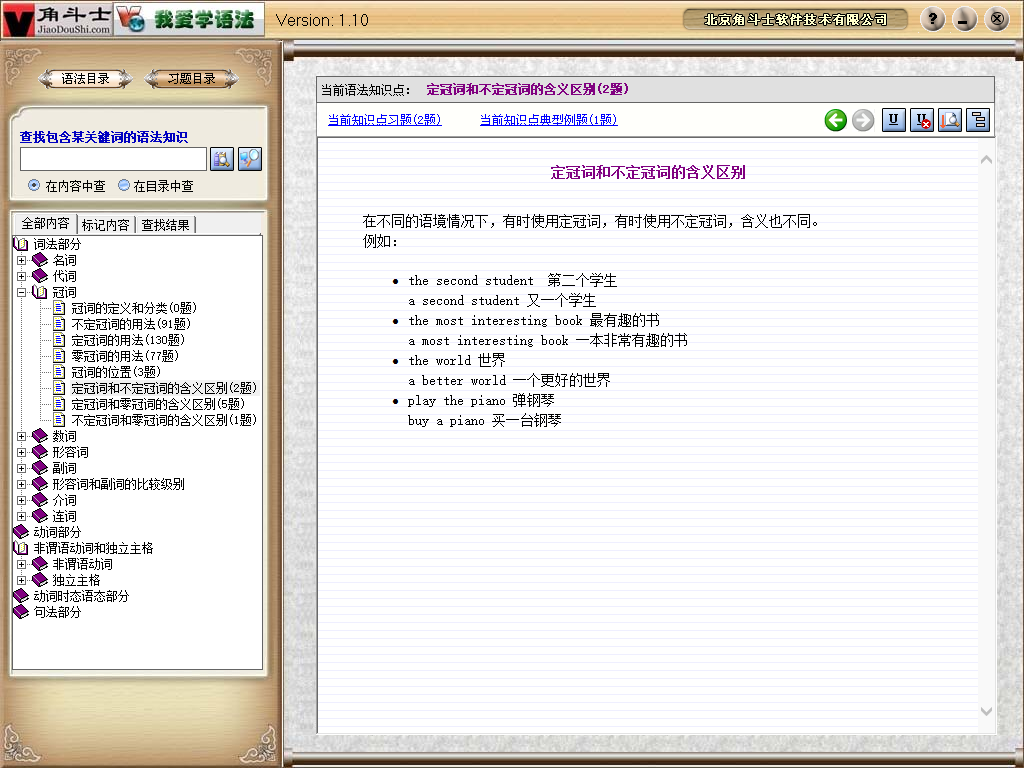 角斗士
JiaoDouShi.com
我爱学语法
Version: 1.10
北京角斗士软件技术有限公司
语法目录
习题目录
查找包含某关键词的语法知识
在内容中查
在目录中查
全部内容
标记内容
查找结果
词法部分
名词
代词
冠词
冠词的定义和分类(0题)
不定冠词的用法(91题)
定冠词的用法(130题)
零冠词的用法(77题)
冠词的位置(3题)
定冠词和不定冠词的含义区别(2题)
定冠词和零冠词的含义区别(5题)
不定冠词和零冠词的含义区别(1题)
数词
形容词
副词
形容词和副词的比较级别
介词
连词
动词部分
非谓语动词和独立主格
非谓语动词
独立主格
动词时态语态部分
句法部分
当前语法知识点： 定冠词和不定冠词的含义区别(2题)
当前知识点习题(2题)
当前知识点典型例题(1题)
定冠词和不定冠词的含义区别
在不同的语境情况下，有时使用定冠词，有时使用不定冠词，含义也不同。
例如：
• the second student 第二个学生
a second student 又一个学生
• the most interesting book 最有趣的书
a most interesting book 一本非常有趣的书
• the world 世界
a better world 一个更好的世界
• play the piano 弹钢琴
buy a piano 买一台钢琴